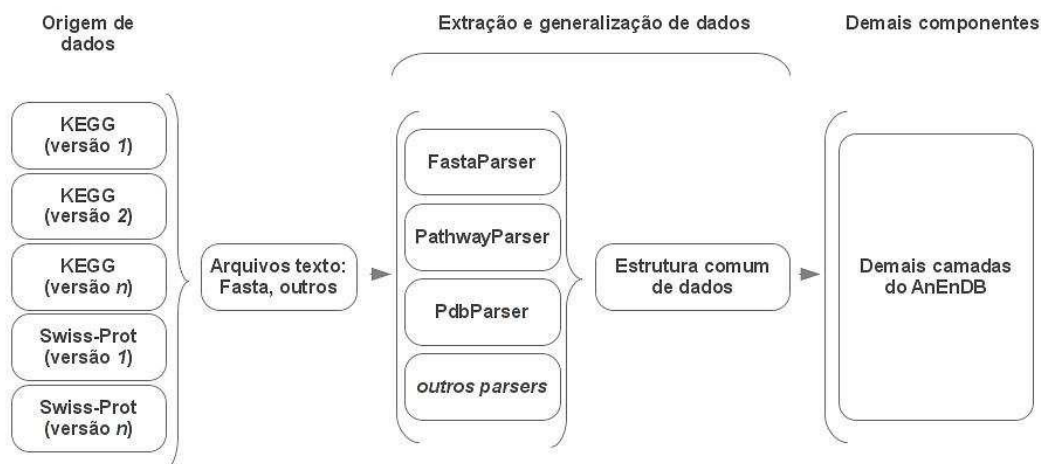 Origem de
dados
Extração e generalização de dados
Demais componentes
KEGG
(versão 1)
KEGG
(versão 2)
KEGG
(versão n)
Swiss-Prot
(versão 1)
Swiss-Prot
(versão n)
Arquivos texto:
Fasta, outros
FastaParser
PathwayParser
PdbParser
outros parsers
Estrutura comum
de dados
Demais camadas
do AnEnDB